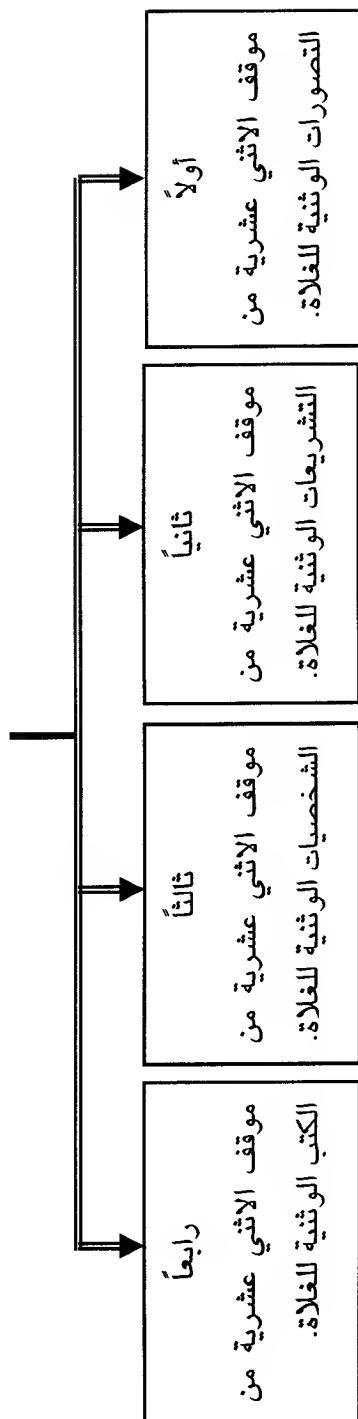 أولاً
موقف الاثني عشرية من
التصورات الوثنية للغلاة.
ثانياً
موقف الاثني عشرية من
التشريعات الوثنية للغلاة.
ثالثاً
موقف الاثني عشرية من
الشخصيات الوثنية للغلاة.
رابعاً
موقف الاثني عشرية من
الكتب الوثنية للغلاة.